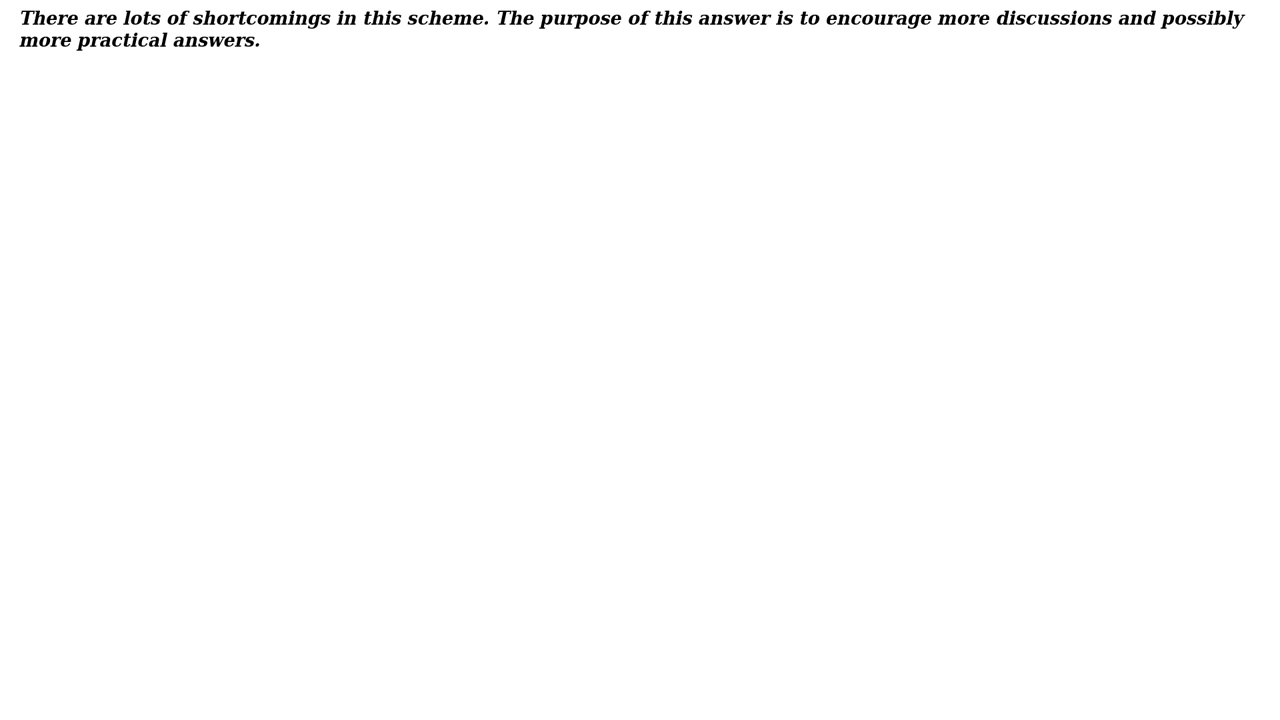 There are lots of shortcomings in this scheme. The purpose of this answer is to encourage more discussions and possibly
more practical answers.